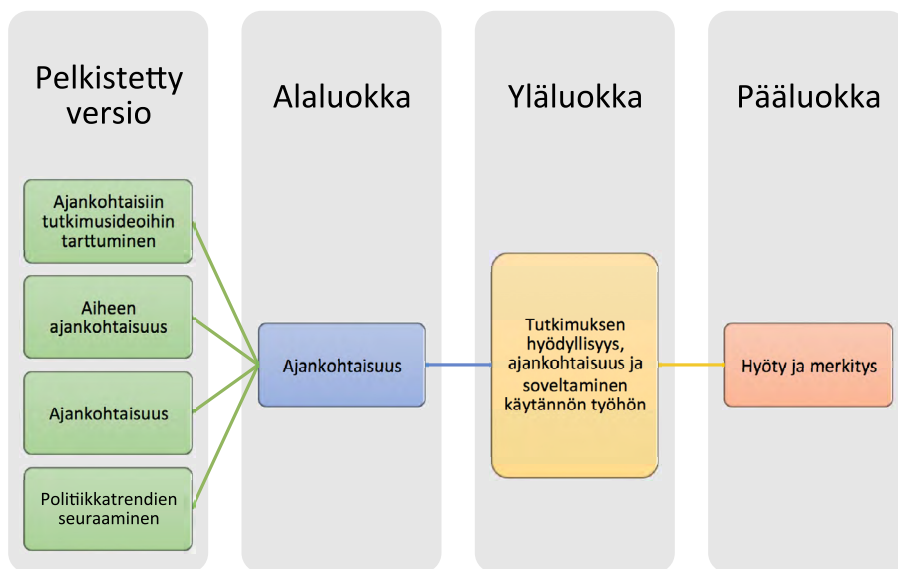 Pelkistetty
versio
Ajankohtaisiin
tutkimusideoihin
tarttuminen
Aiheen
ajankohtaisuus
Ajankohtaisuus
Politiikkatrendien
seuraaminen
Alaluokka
Ajankohtaisuus
Yläluokka
Tutkimuksen
hyödyllisyys,
ajankohtaisuus ja
soveltaminen
käytännön työhön
Pääluokka
Hyöty ja merkitys